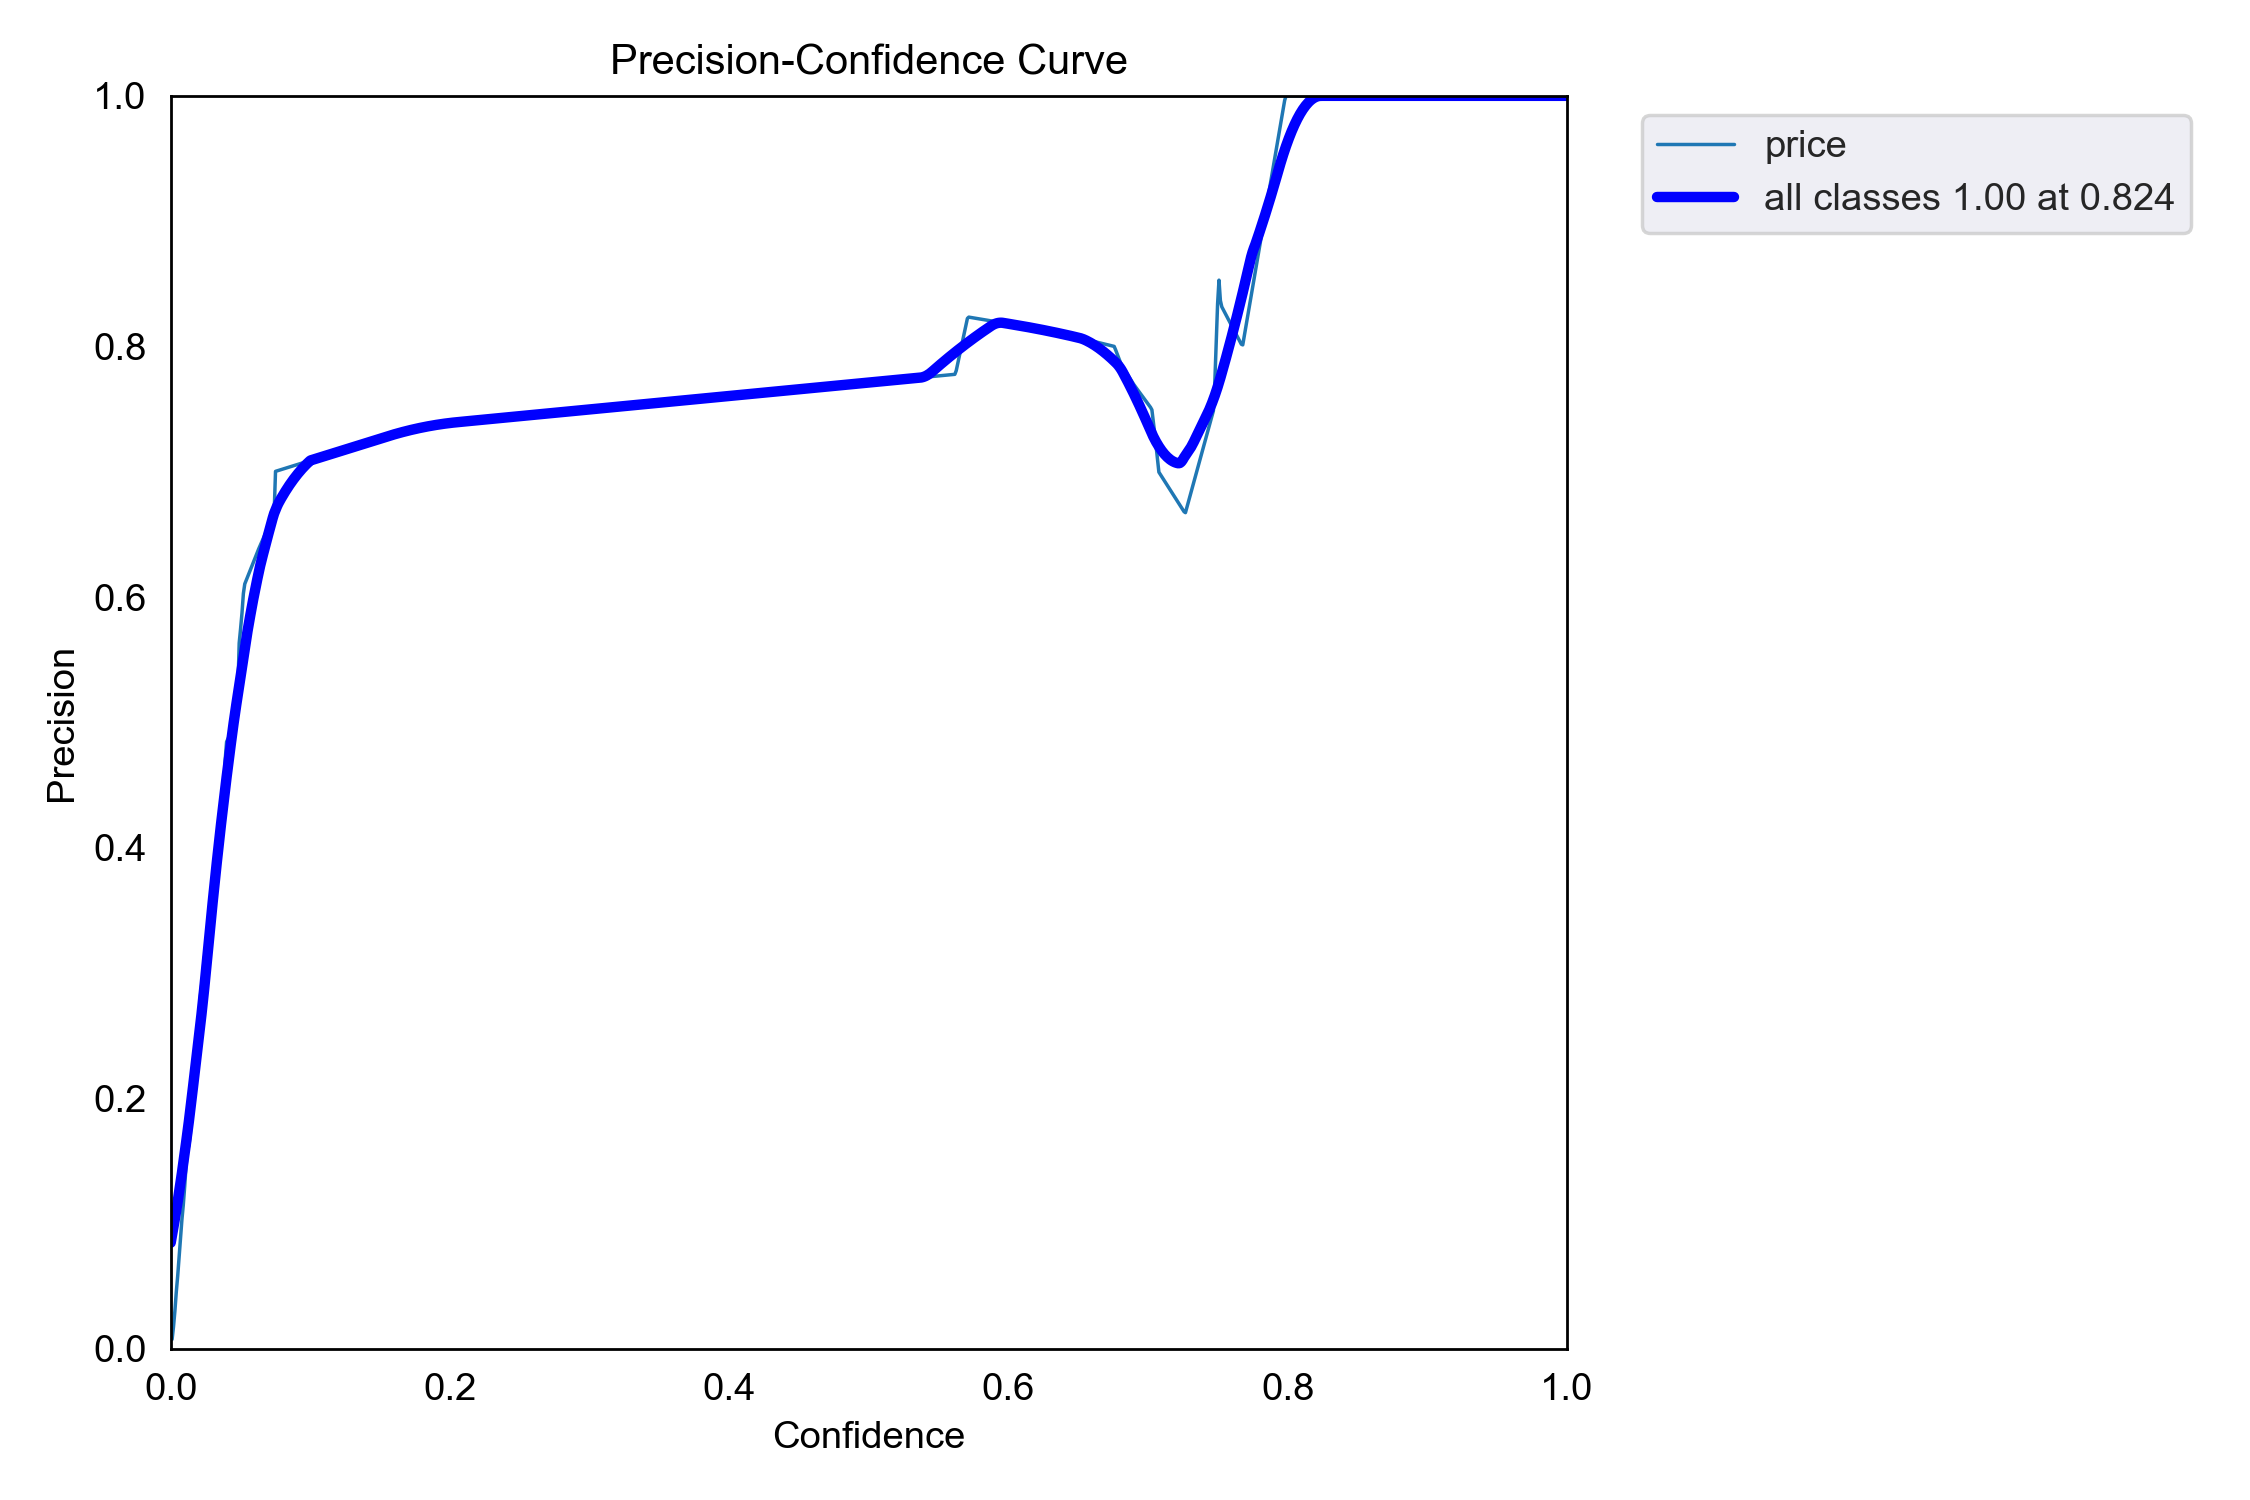 Precision-Confidence Curve
1.0
0.8
0.6
0.4
0.2
0.0
Precision
0.0 0.2 0.4 0.6 0.8 1.0
Confidence
price
all classes 1.00 at 0.824